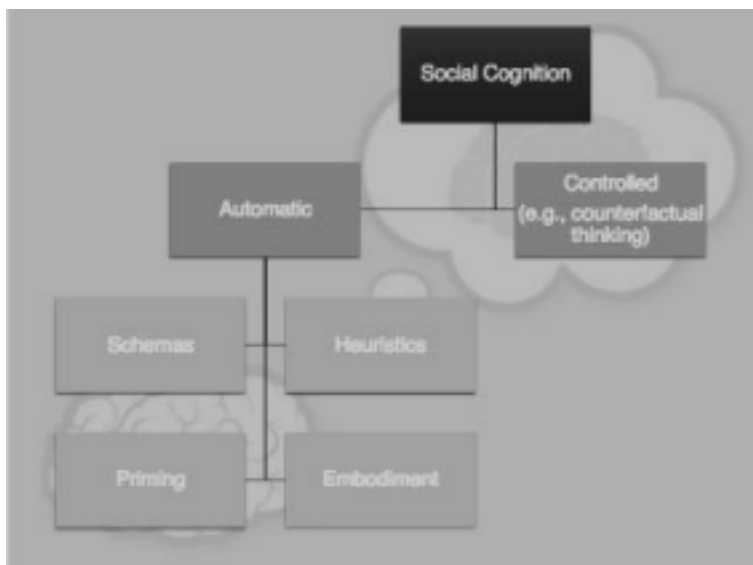 Social Cognition
Automatic
Controlled
(e.g., counterfactual
thinking)
Schemas
Heuristics
Priming
Embodiment